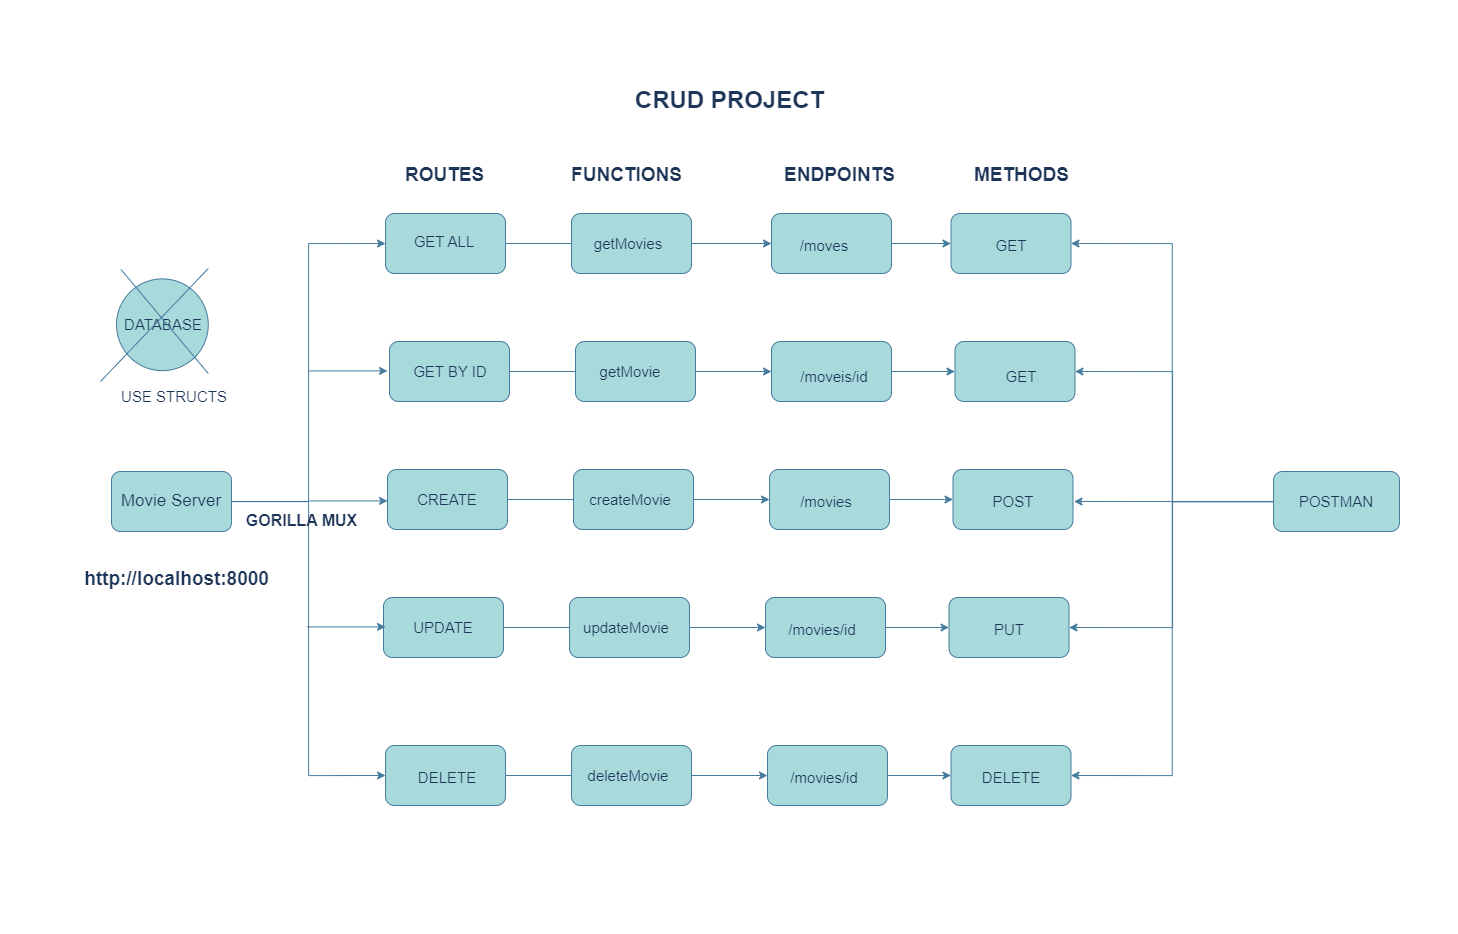 CRUD PROJECT
ROUTES
FUNCTIONS
ENDPOINTS
METHODS
GET ALL
getMovies
/moves
GET
DATABASE
USE STRUCTS
GET BY ID
getMovie
/moveis/id
GET
Movie Server
GORILLA MUX
http://localhost:8000
CREATE
createMovie
/movies
POST
POSTMAN
UPDATE
updateMovie
/movies/id
PUT
DELETE
deleteMovie
/movies/id
DELETE